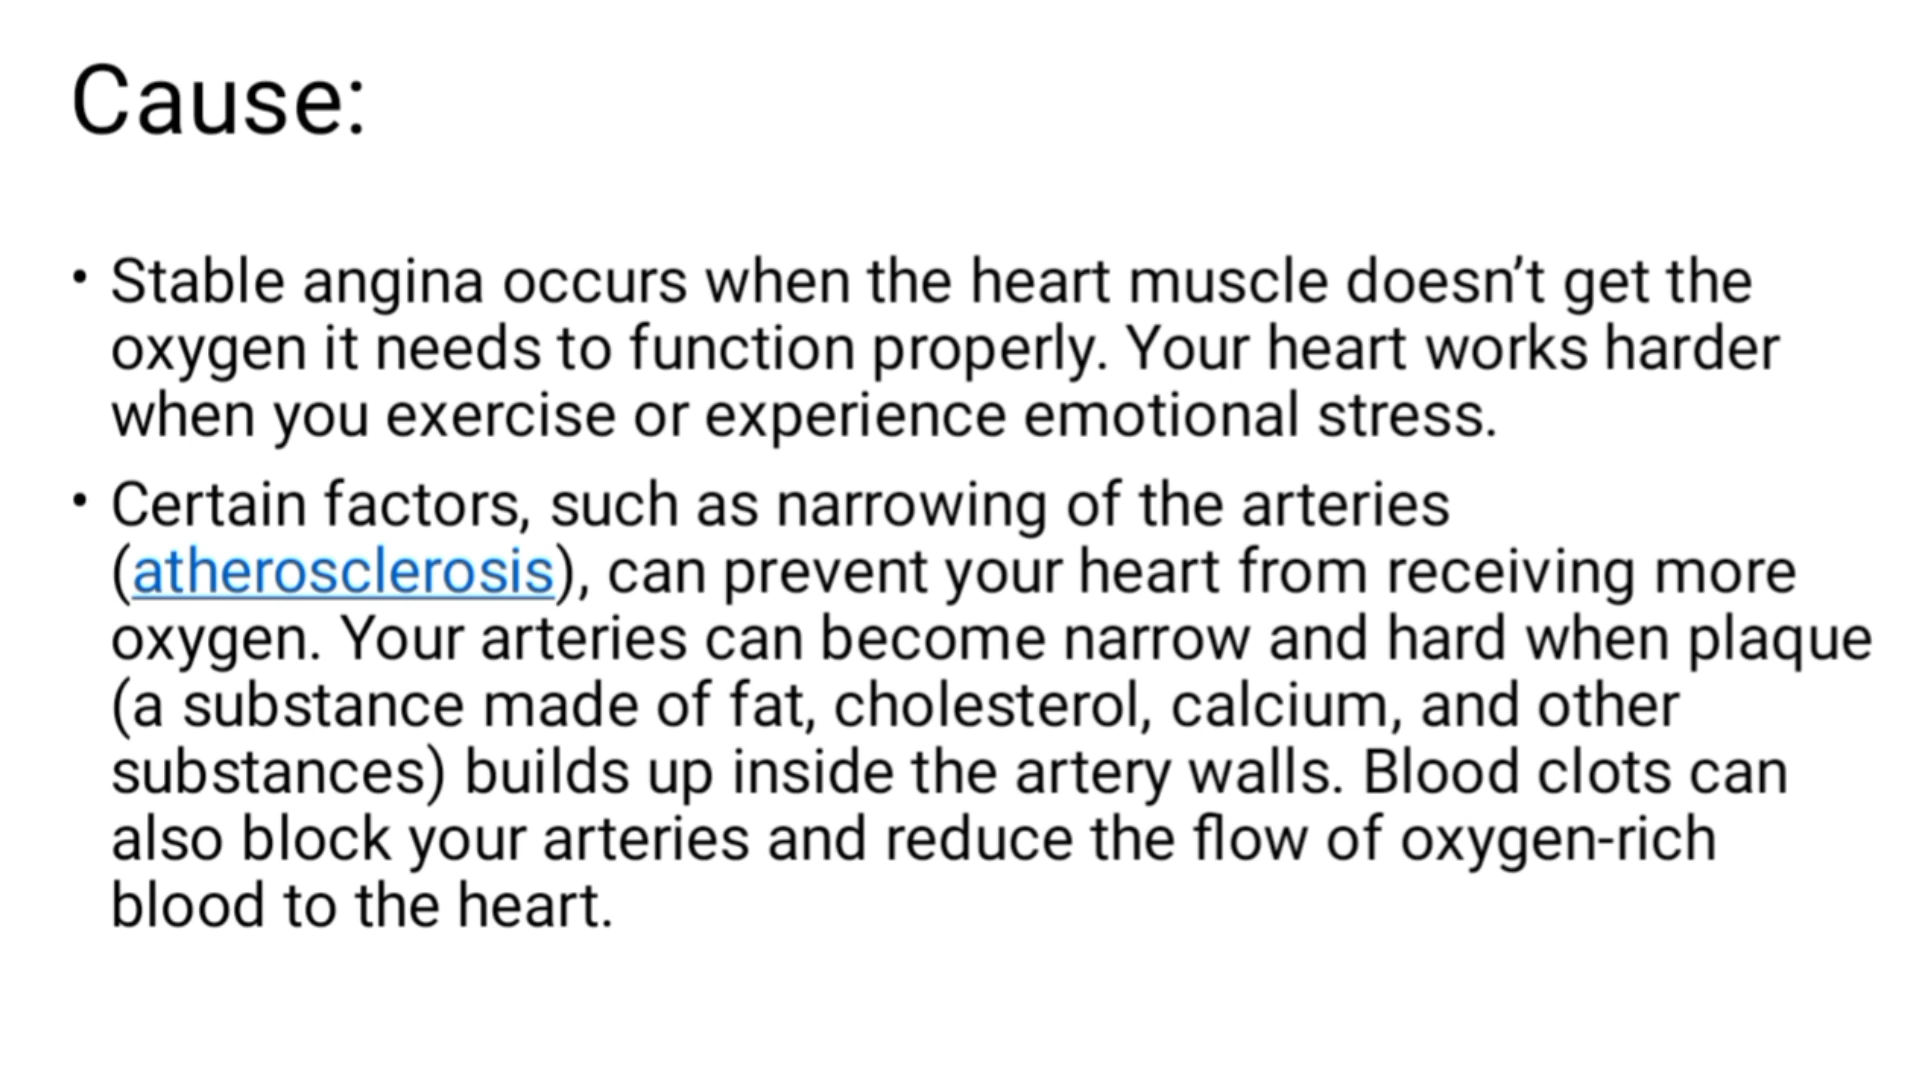 Cause:
• Stable angina occurs when the heart muscle doesn’t get the
oxygen it needs to function properly. Your heart works harder
when you exercise or experience emotional stress.
• Certain factors, such as narrowing of the arteries
(atherosclerosis), can prevent your heart from receiving more
oxygen. Your arteries can become narrow and hard when plaque
(a substance made of fat, cholesterol, calcium, and other
substances) builds up inside the artery walls. Blood clots can
also block your arteries and reduce the flow of oxygen-rich
blood to the heart.